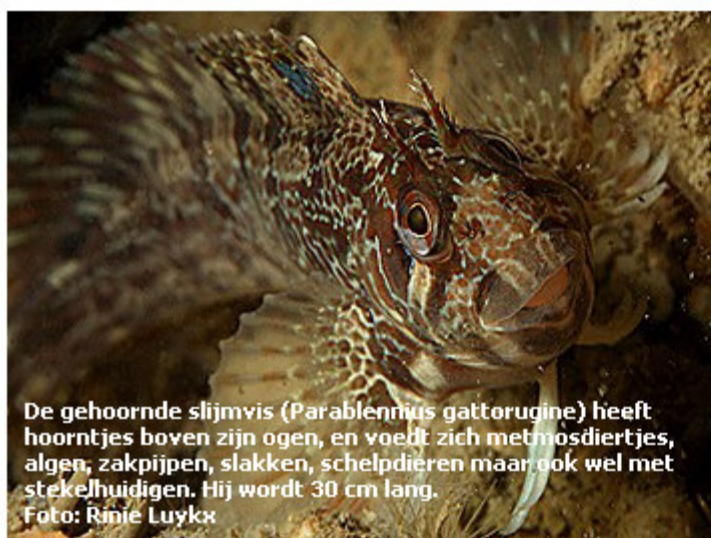 De gehoornde slijmvis (Parablennius gattorugine) heeft
hoorntjes boven zijn ogen, en voedt zich metmosdiertjes,
algen, zakpijpen, slakken, schelpdieren maar ook wel met
stekelhuidigen. Hij wordt 30 cm lang.
Foto: Rinie Luykx